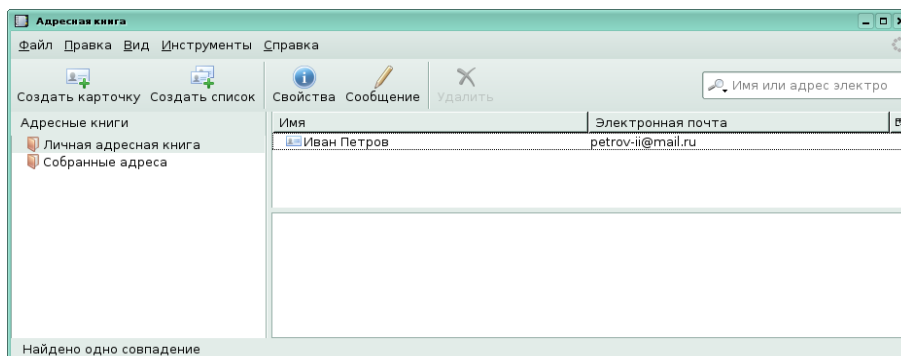 Адресная книга
Файл Правка Вид Инструменты Справка
Создать карточку Создать список Свойства Сообщение Удалить
Имя или адрес электро
Адресные книги
Имя Электронная почта
Личная адресная книга
Иван Петров petrov-ii@mail.ru
Собранные адреса
Найдено одно совпадение